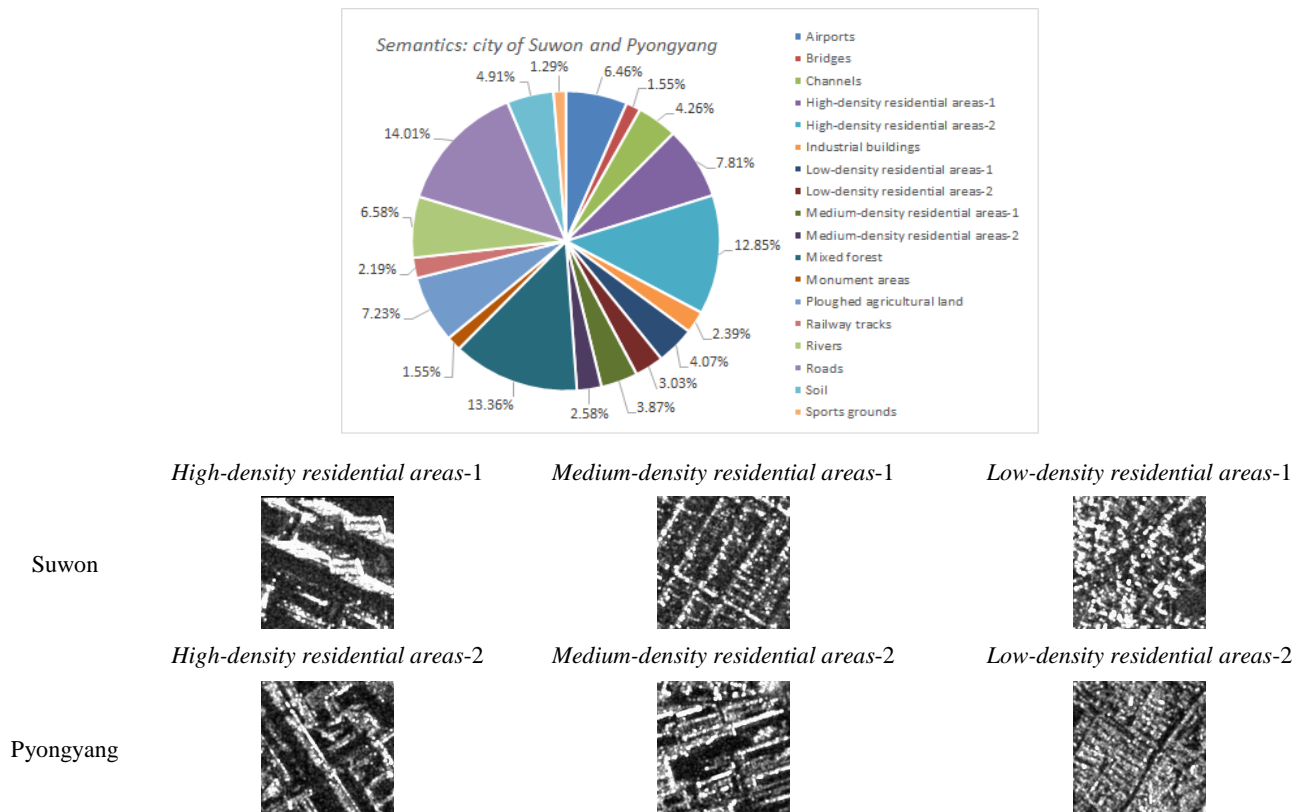 Semantics: city of Suwon and Pyongyang
1.29%
6.46%
1.55%
4.26%
7.81%
12.85%
2.39%
4.07%
3.03%
3.87%
2.58%
13.36%
1.55%
7.23%
2.19%
6.58%
14.01%
4.91%
Airports
Bridges
Channels
High-density residential areas-1
High-density residential areas-2
Industrial buildings
Low-density residential areas-1
Low-density residential areas-2
Medium-density residential areas-1
Medium-density residential areas-2
Mixed forest
Monument areas
Ploughed agricultural land
Railway tracks
Rivers
Roads
Soil
Sports grounds
High-density residential areas-1
Medium-density residential areas-1
Low-density residential areas-1
Suwon
High-density residential areas-2
Medium-density residential areas-2
Low-density residential areas-2
Pyongyang